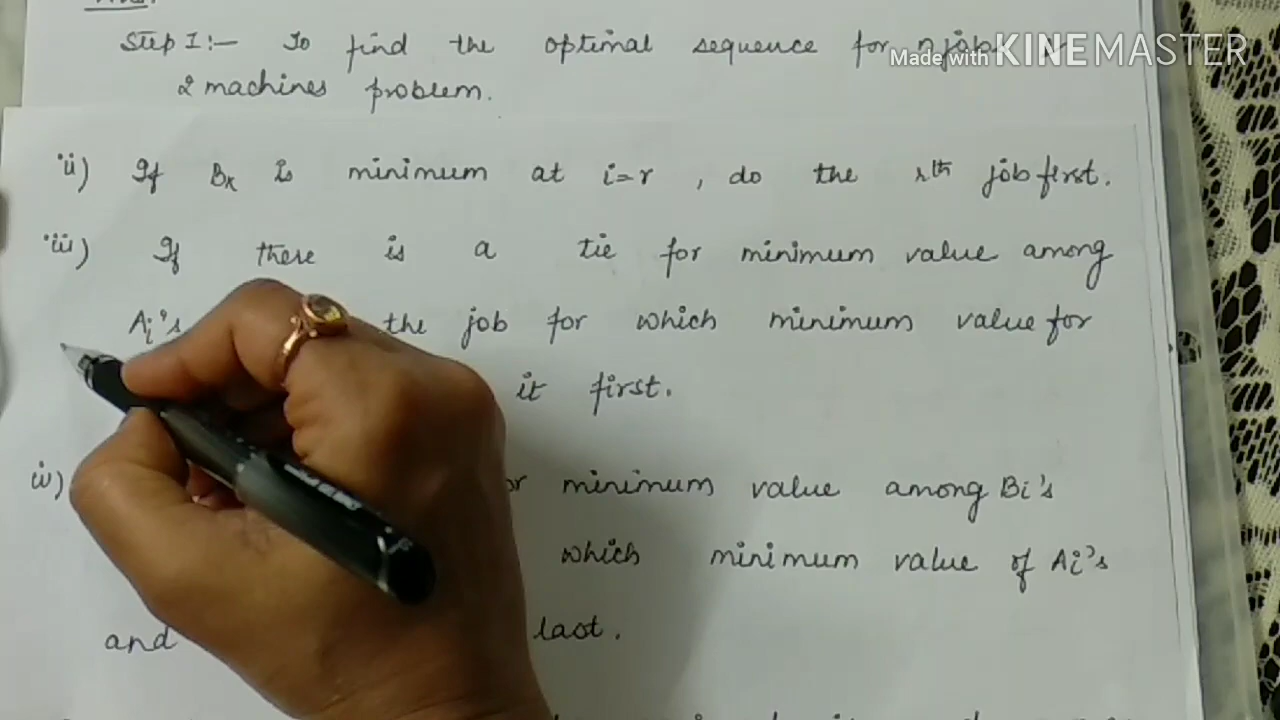 Step I :- To find the optimal sequence for n jobs
2 machines problem.
Made with KINEMASTER
ii) If Br is minimum at i=r, do the rth job first.
iii) If there is a tie for minimum value among
Ai's the job for which minimum value for
it first.
iv) minimum value among Bi's
which minimum value of Ai's
and last.